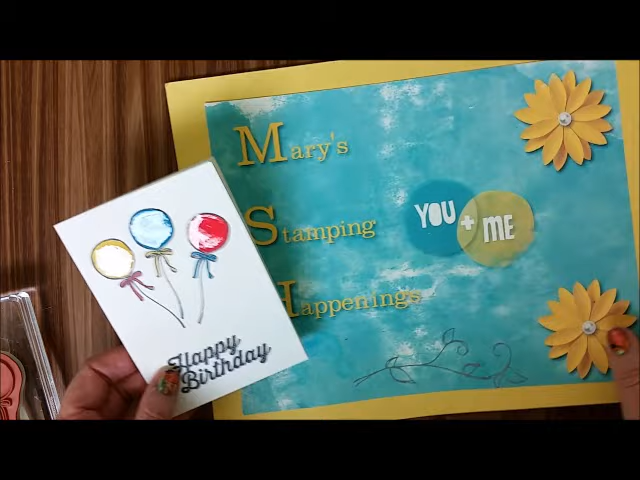 Mary's
Stamping
Happenings
YOU + ME
Happy
Birthday